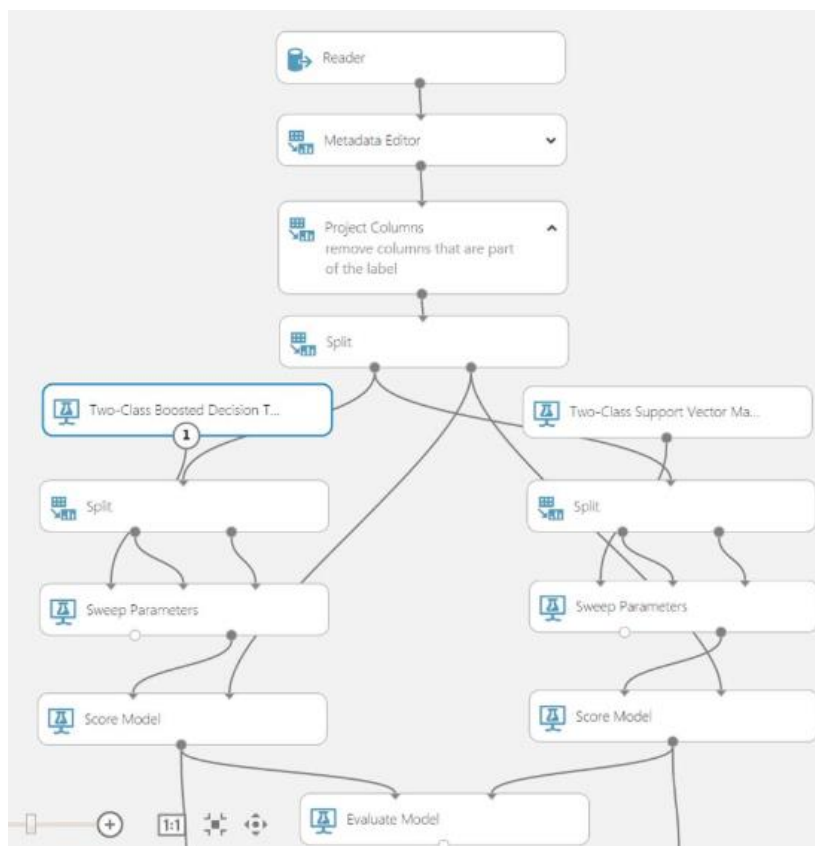 Reader
Metadata Editor
Project Columns
remove columns that are part
of the label
Split
Two-Class Boosted Decision T...
1
Two-Class Support Vector Ma...
Split
Split
Sweep Parameters
Sweep Parameters
Score Model
Score Model
1:1
Evaluate Model